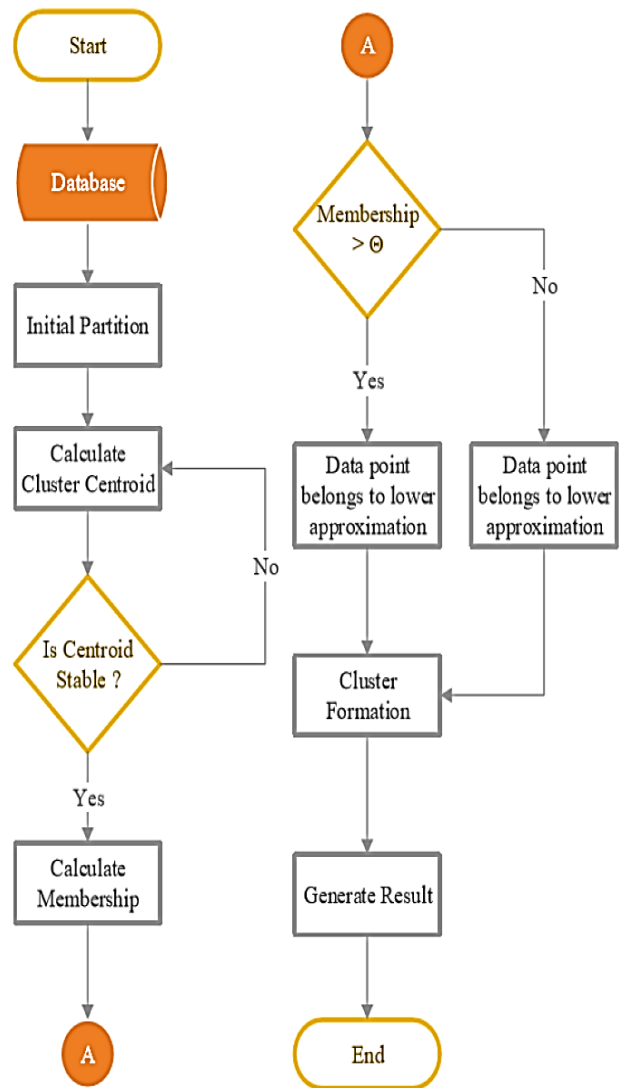 Start
Database
Initial Partition
Calculate
Cluster Centroid
No
Is Centroid
Stable ?
Yes
Calculate
Membership
A
A
Membership
> Θ
No
Yes
Data point
belongs to lower
approximation
Data point
belongs to lower
approximation
Cluster
Formation
Generate Result
End